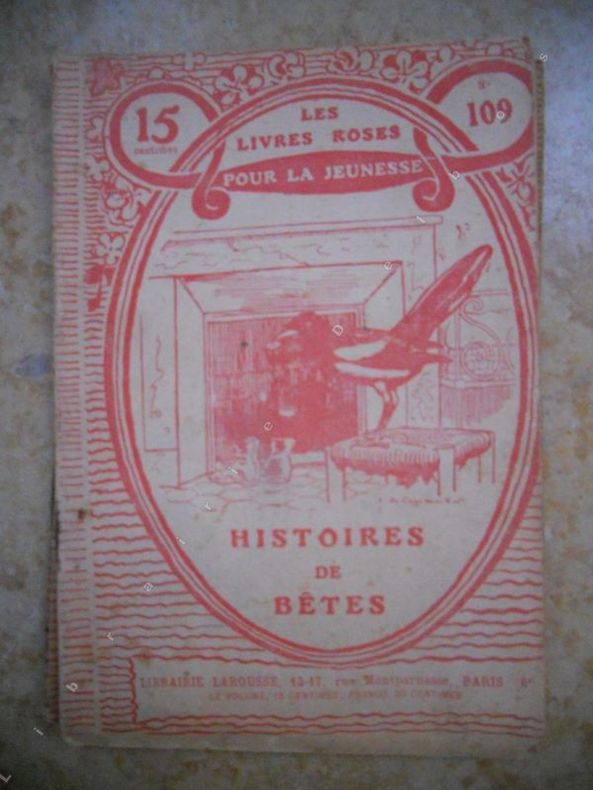 15
centimes
N°
109
LES
LIVRES ROSES
POUR LA JEUNESSE
HISTOIRES
DE
BÊTES
LIBRAIRIE LAROUSSE, 13-17, rue Montparnasse, PARIS 6e
LE VOLUME, 15 CENTIMES; FRANCO, 20 CENTIMES